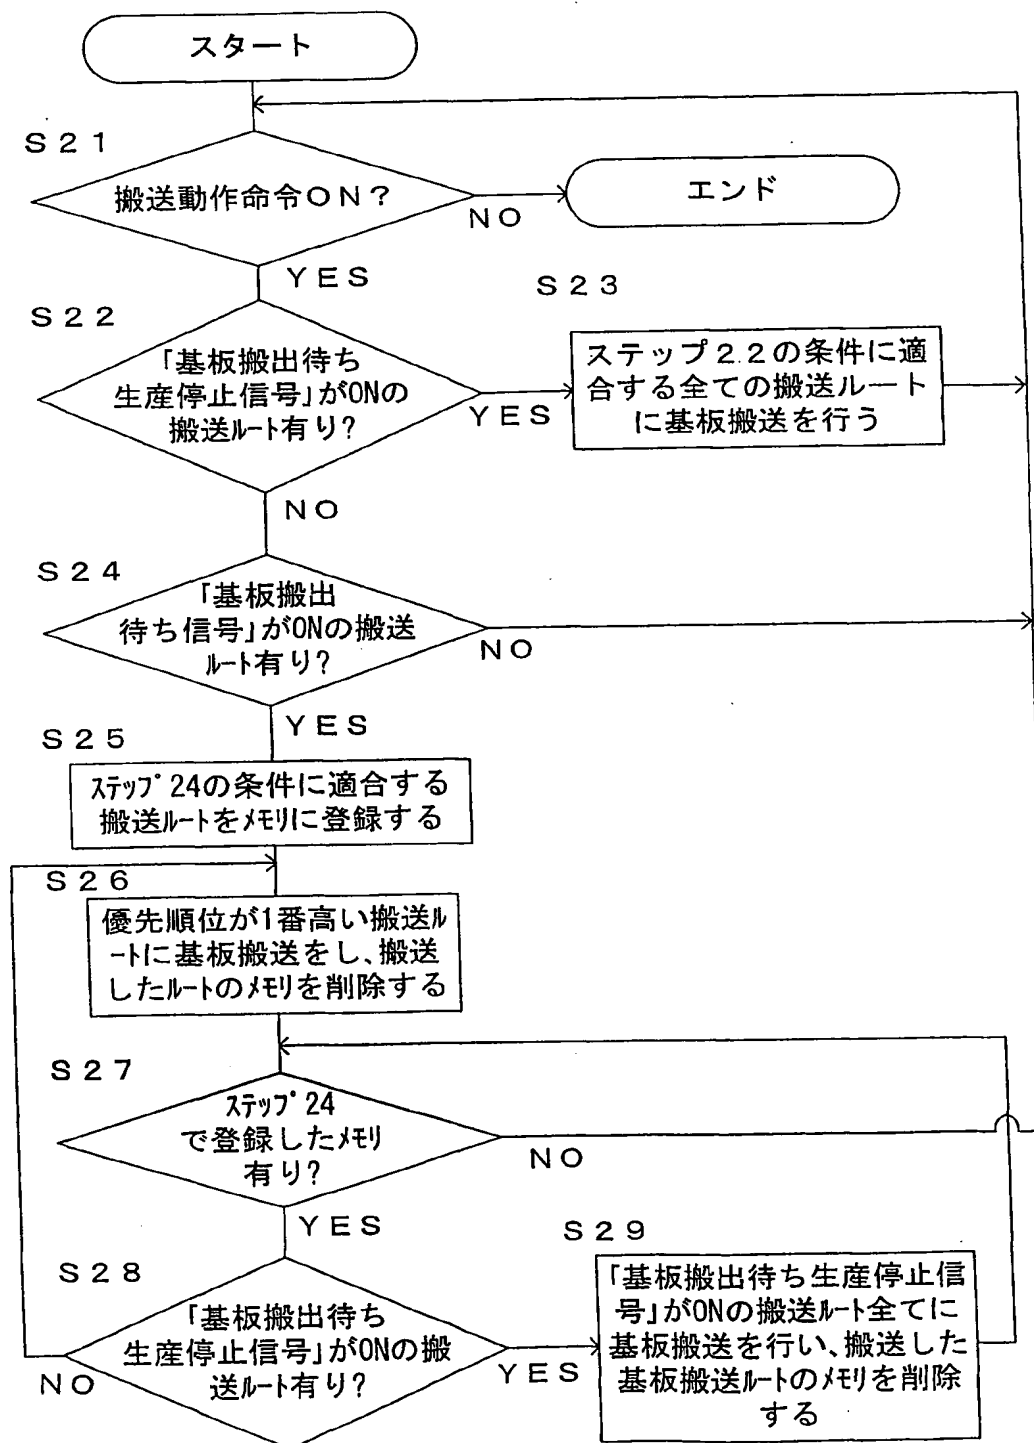 スタート
S21
搬送動作命令ON?
NO
エンド
YES
S22
「基板搬出待ち
生産停止信号」がONの
搬送ルート有り?
YES
S23
ステップ22の条件に適
合する全ての搬送ルート
に基板搬送を行う
NO
S24
「基板搬出
待ち信号」がONの搬送
ルート有り?
NO
YES
S25
ステップ24の条件に適合する
搬送ルートをメモリに登録する
S26
優先順位が1番高い搬送ル
ートに基板搬送をし、搬送
したルートのメモリを削除する
S27
ステップ24
で登録したメモリ
有り?
NO
YES
S28
「基板搬出待ち
生産停止信号」がONの搬
送ルート有り?
NO
YES
S29
「基板搬出待ち生産停止信
号」がONの搬送ルート全てに
基板搬送を行い、搬送した
基板搬送ルートのメモリを削除
する